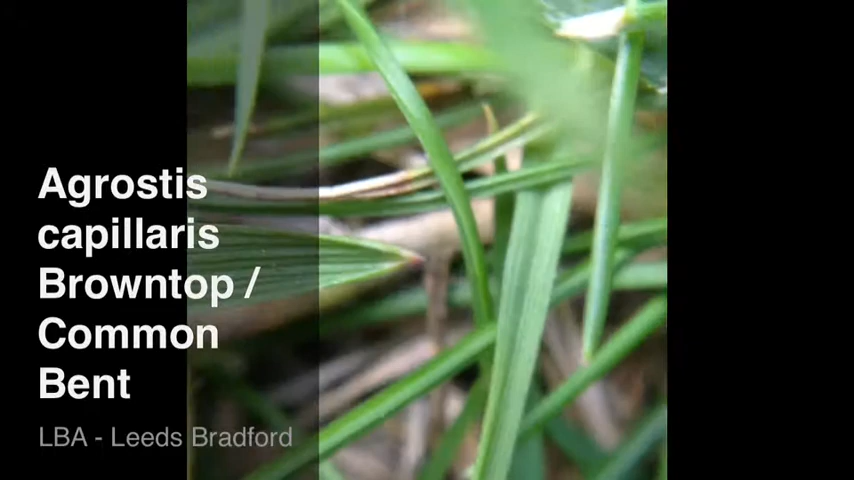 Agrostis
capillaris
Browntop /
Common
Bent
LBA - Leeds Bradford